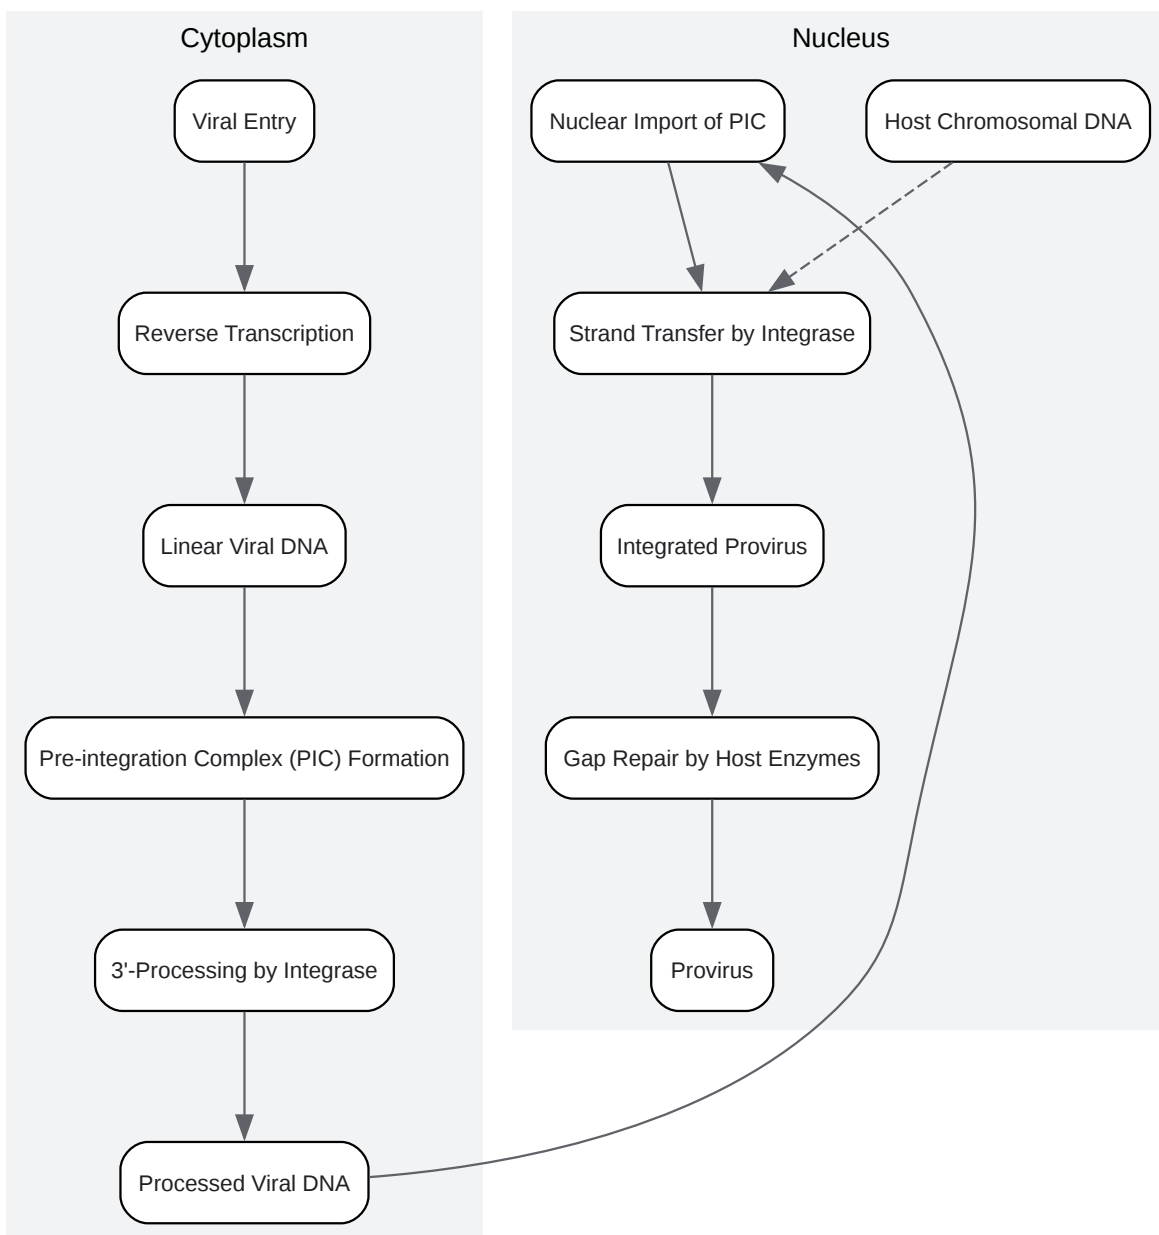 Cytoplasm
Viral Entry
Reverse Transcription
Linear Viral DNA
Pre-integration Complex (PIC) Formation
3'-Processing by Integrase
Processed Viral DNA
Nucleus
Nuclear Import of PIC
Host Chromosomal DNA
Strand Transfer by Integrase
Integrated Provirus
Gap Repair by Host Enzymes
Provirus